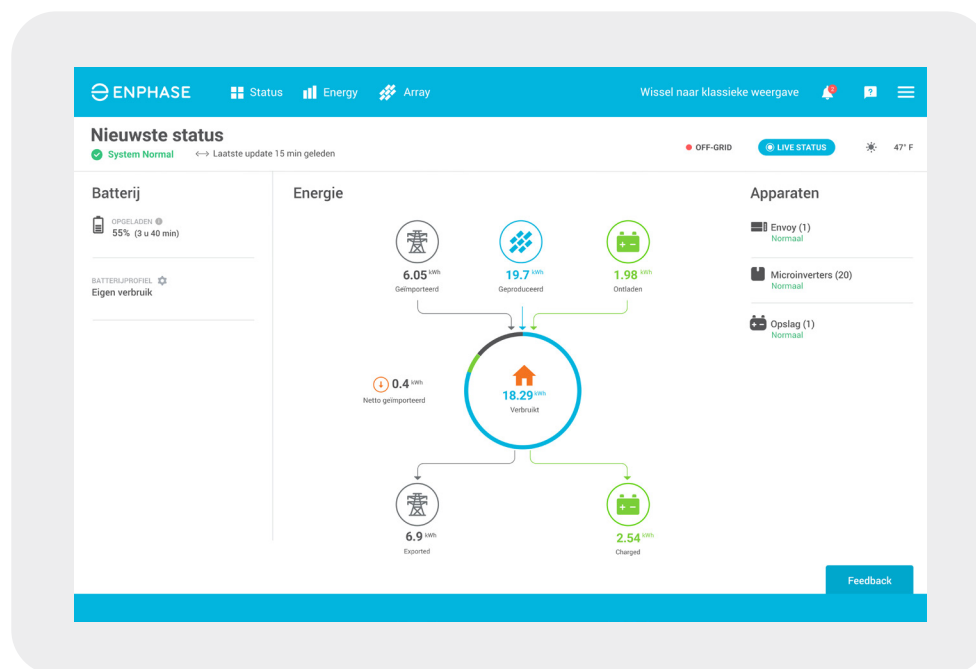 ENPHASE
Status
Energy
Array
Wissel naar klassieke weergave
2
?
Nieuwste status
System Normal
Laatste update 15 min geleden
OFF-GRID
LIVE STATUS
47° F
Batterij
OPGELADEN
55% (3 u 40 min)
BATTERIJPROFIEL
Eigen verbruik
Energie
6.05 kWh
Geïmporteerd
19.7 kWh
Geproduceerd
1.98 kWh
Ontladen
0.4 kWh
Netto geïmporteerd
18.29 kWh
Verbruikt
6.9 kWh
Exported
2.54 kWh
Charged
Apparaten
Envoy (1)
Normaal
Microinverters (20)
Normaal
Opslag (1)
Normaal
Feedback